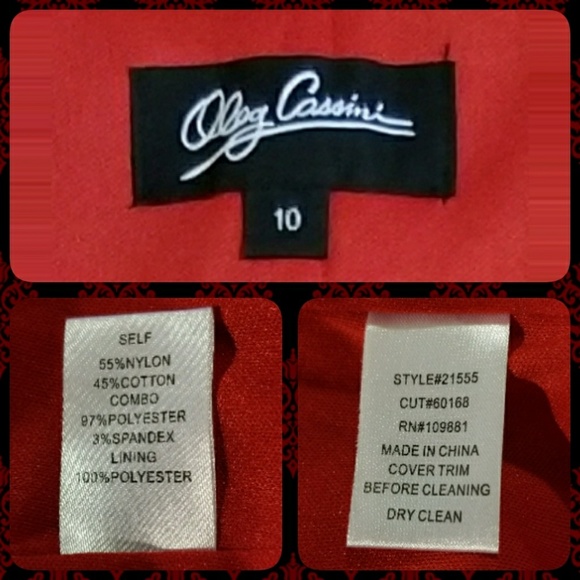 Oleg Cassini
10
SELF
55%NYLON
45%COTTON
COMBO
97%POLYESTER
3%SPANDEX
LINING
100%POLYESTER
STYLE#21555
CUT#60168
RN#109881
MADE IN CHINA
COVER TRIM
BEFORE CLEANING
DRY CLEAN